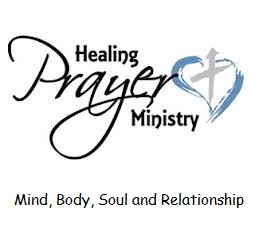 Healing
Prayer
Ministry
Mind, Body, Soul and Relationship